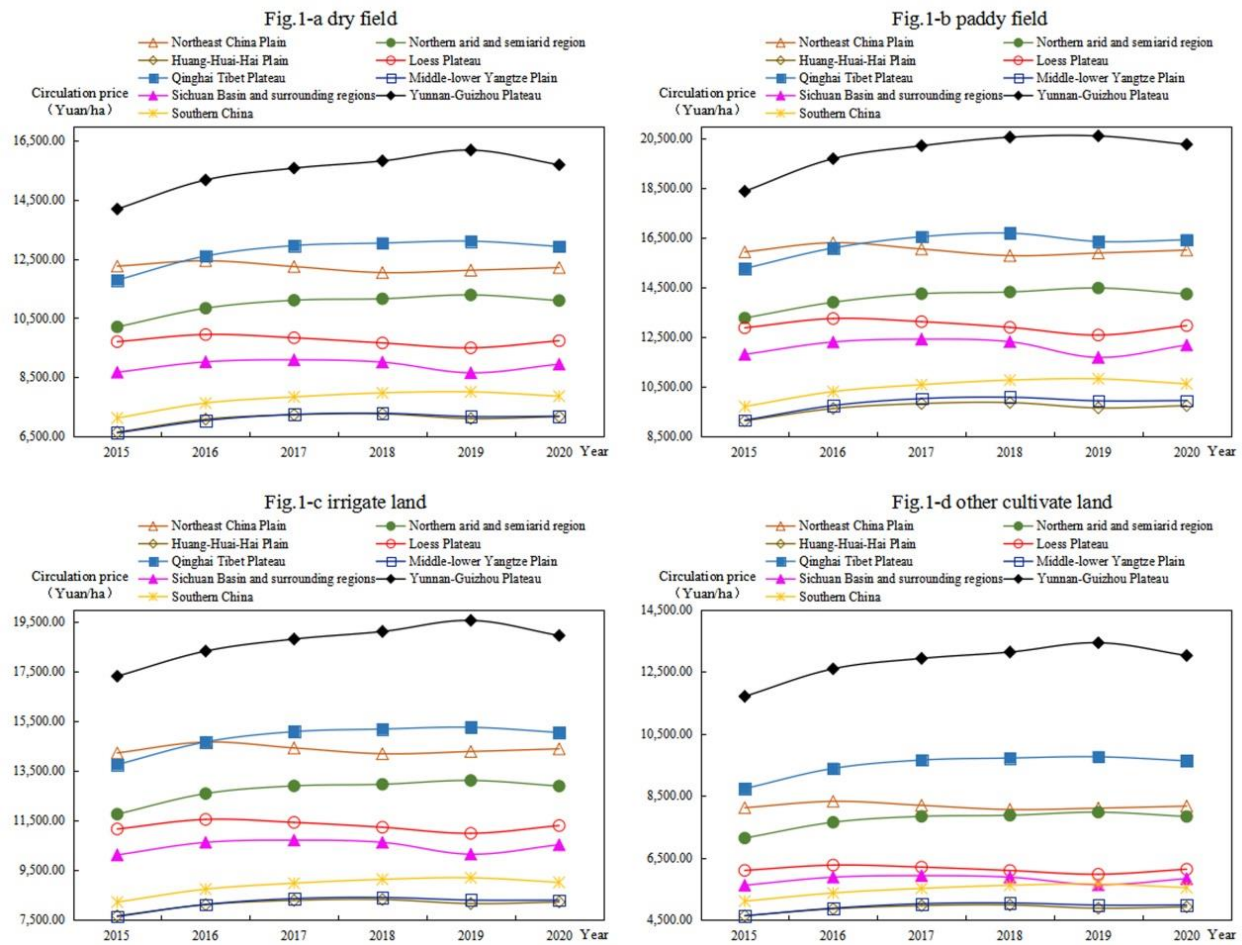 Fig.1-a dry field
Northeast China Plain Northern arid and semiarid region
Huang-Huai-Hai Plain Loess Plateau
Qinghai Tibet Plateau Middle-lower Yangtze Plain
Circulation price Sichuan Basin and surrounding regions Yunnan-Guizhou Plateau
(Yuan/ha) Southern China
16,500.00
14,500.00
12,500.00
10,500.00
8,500.00
6,500.00
2015 2016 2017 2018 2019 2020 Year
Fig.1-b paddy field
Northeast China Plain Northern arid and semiarid region
Huang-Huai-Hai Plain Loess Plateau
Qinghai Tibet Plateau Middle-lower Yangtze Plain
Circulation price Sichuan Basin and surrounding regions Yunnan-Guizhou Plateau
(Yuan/ha) Southern China
20,500.00
18,500.00
16,500.00
14,500.00
12,500.00
10,500.00
8,500.00
2015 2016 2017 2018 2019 2020 Year
Fig.1-c irrigate land
Northeast China Plain Northern arid and semiarid region
Huang-Huai-Hai Plain Loess Plateau
Qinghai Tibet Plateau Middle-lower Yangtze Plain
Circulation price Sichuan Basin and surrounding regions Yunnan-Guizhou Plateau
(Yuan/ha) Southern China
19,500.00
17,500.00
15,500.00
13,500.00
11,500.00
9,500.00
7,500.00
2015 2016 2017 2018 2019 2020 Year
Fig.1-d other cultivate land
Northeast China Plain Northern arid and semiarid region
Huang-Huai-Hai Plain Loess Plateau
Qinghai Tibet Plateau Middle-lower Yangtze Plain
Circulation price Sichuan Basin and surrounding regions Yunnan-Guizhou Plateau
(Yuan/ha) Southern China
14,500.00
12,500.00
10,500.00
8,500.00
6,500.00
4,500.00
2015 2016 2017 2018 2019 2020 Year